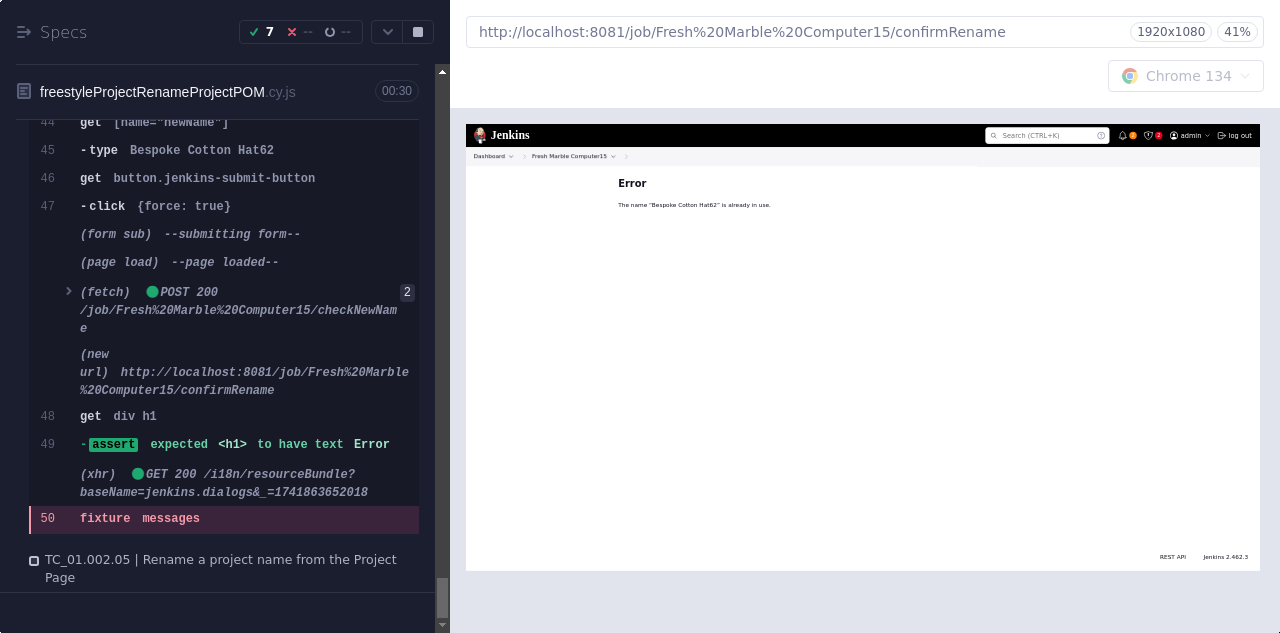 Specs
7
--
--
freestyleProjectRenameProjectPOM.cy.js
00:30
44 get [name="newName"]
45 -type Bespoke Cotton Hat62
46 get button.jenkins-submit-button
47 -click {force: true}
(form sub) --submitting form--
(page load) --page loaded--
(fetch) POST 200 2
/job/Fresh%20Marble%20Computer15/checkNewNam
e
(new
url) http://localhost:8081/job/Fresh%20Marble
%20Computer15/confirmRename
48 get div h1
49 -assert expected <h1> to have text Error
(xhr) GET 200 /i18n/resourceBundle?
baseName=jenkins.dialogs&_=1741863652018
50 fixture messages
TC_01.002.05 | Rename a project name from the Project
Page
http://localhost:8081/job/Fresh%20Marble%20Computer15/confirmRename
1920x1080
41%
Chrome 134
Jenkins
Search (CTRL+K)
2
2
admin
log out
Dashboard
Fresh Marble Computer15
Error
The name "Bespoke Cotton Hat62" is already in use.
REST API
Jenkins 2.462.3